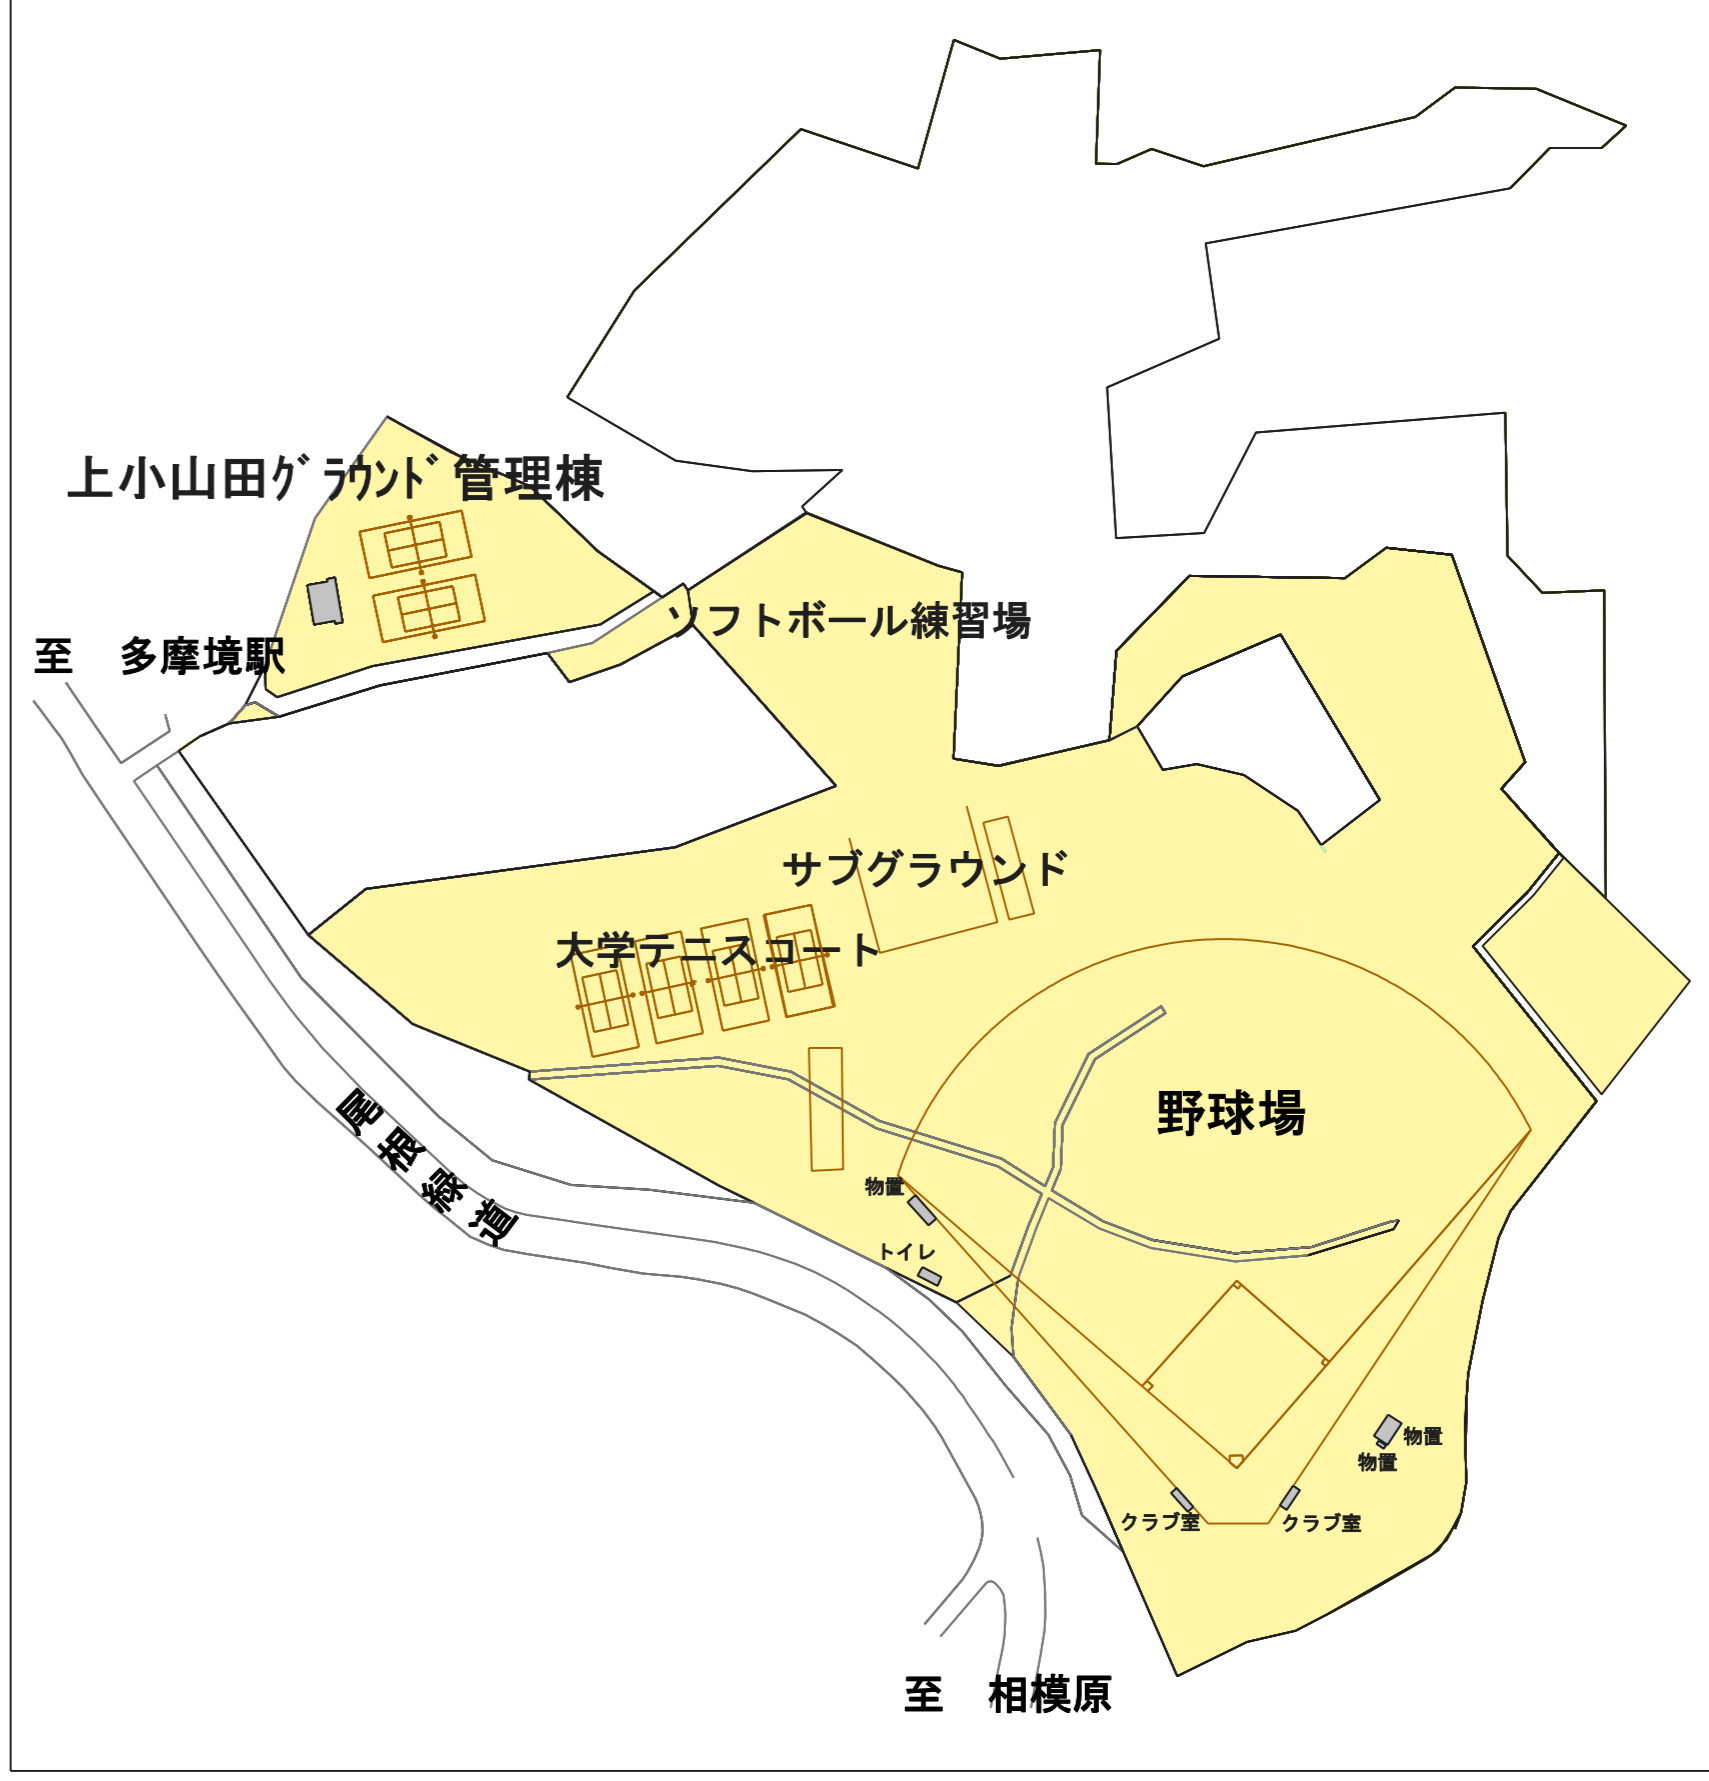 上小山田ｸﾞﾗｳﾝﾄﾞ管理棟
ソフトボール練習場
至　多摩境駅
サブグラウンド
大学テニスコート
野球場
尾根緑道
物置
トイレ
物置
物置
クラブ室
クラブ室
至　相模原